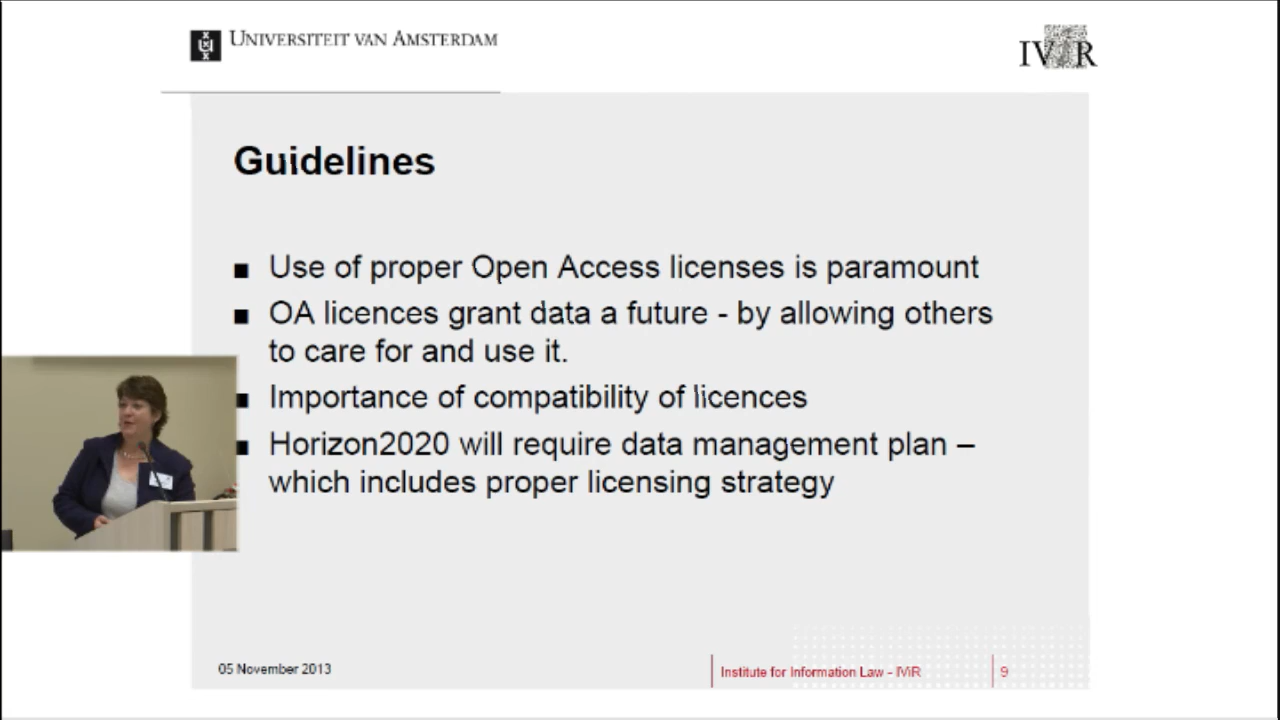 UNIVERSITEIT VAN AMSTERDAM
IViR
Guidelines
■ Use of proper Open Access licenses is paramount
■ OA licences grant data a future - by allowing others
to care for and use it.
■ Importance of compatibility of licences
■ Horizon2020 will require data management plan –
which includes proper licensing strategy
05 November 2013
Institute for Information Law - IViR
9